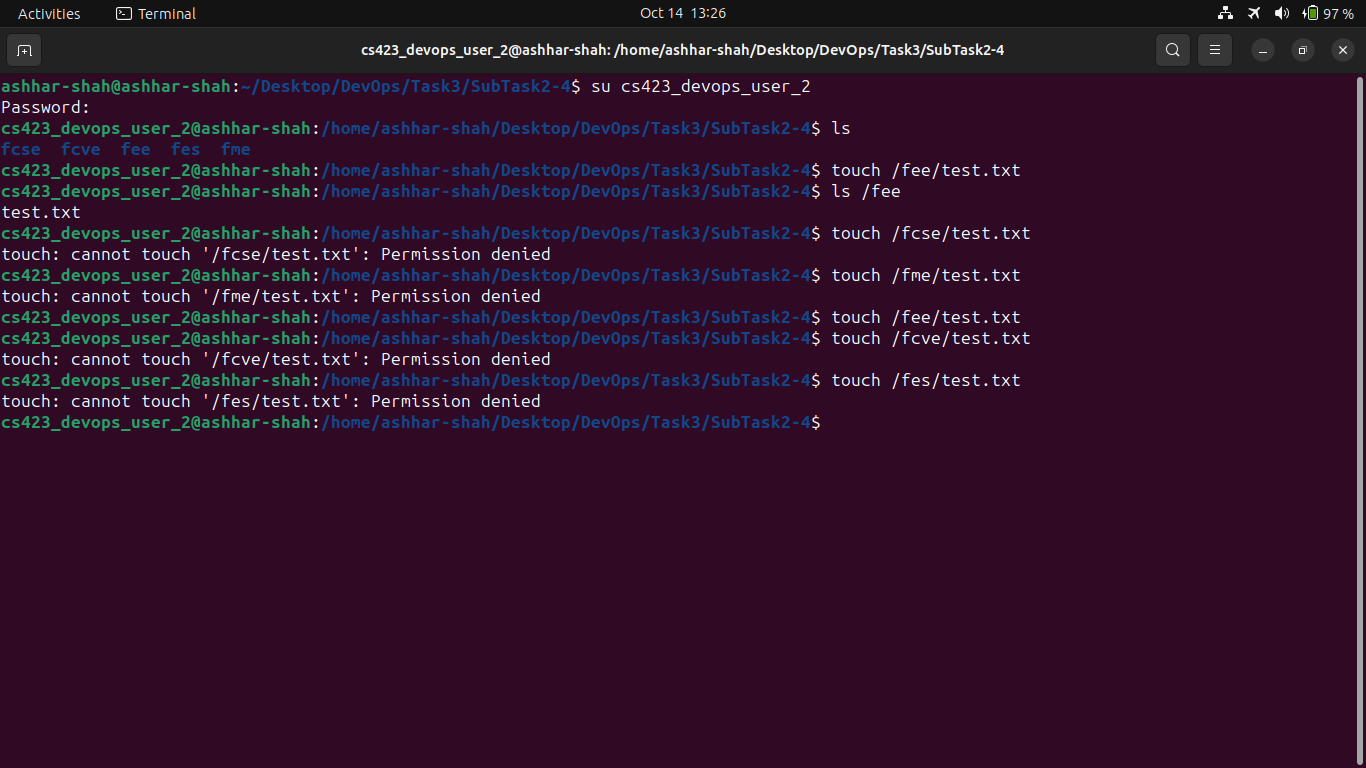 Activities Terminal Oct 14 13:26 97 %
cs423_devops_user_2@ashhar-shah: /home/ashhar-shah/Desktop/DevOps/Task3/SubTask2-4
ashhar-shah@ashhar-shah:~/Desktop/DevOps/Task3/SubTask2-4$ su cs423_devops_user_2
Password:
cs423_devops_user_2@ashhar-shah:/home/ashhar-shah/Desktop/DevOps/Task3/SubTask2-4$ ls
fcse  fcve  fee  fes  fme
cs423_devops_user_2@ashhar-shah:/home/ashhar-shah/Desktop/DevOps/Task3/SubTask2-4$ touch /fee/test.txt
cs423_devops_user_2@ashhar-shah:/home/ashhar-shah/Desktop/DevOps/Task3/SubTask2-4$ ls /fee
test.txt
cs423_devops_user_2@ashhar-shah:/home/ashhar-shah/Desktop/DevOps/Task3/SubTask2-4$ touch /fcse/test.txt
touch: cannot touch '/fcse/test.txt': Permission denied
cs423_devops_user_2@ashhar-shah:/home/ashhar-shah/Desktop/DevOps/Task3/SubTask2-4$ touch /fme/test.txt
touch: cannot touch '/fme/test.txt': Permission denied
cs423_devops_user_2@ashhar-shah:/home/ashhar-shah/Desktop/DevOps/Task3/SubTask2-4$ touch /fee/test.txt
cs423_devops_user_2@ashhar-shah:/home/ashhar-shah/Desktop/DevOps/Task3/SubTask2-4$ touch /fcve/test.txt
touch: cannot touch '/fcve/test.txt': Permission denied
cs423_devops_user_2@ashhar-shah:/home/ashhar-shah/Desktop/DevOps/Task3/SubTask2-4$ touch /fes/test.txt
touch: cannot touch '/fes/test.txt': Permission denied
cs423_devops_user_2@ashhar-shah:/home/ashhar-shah/Desktop/DevOps/Task3/SubTask2-4$